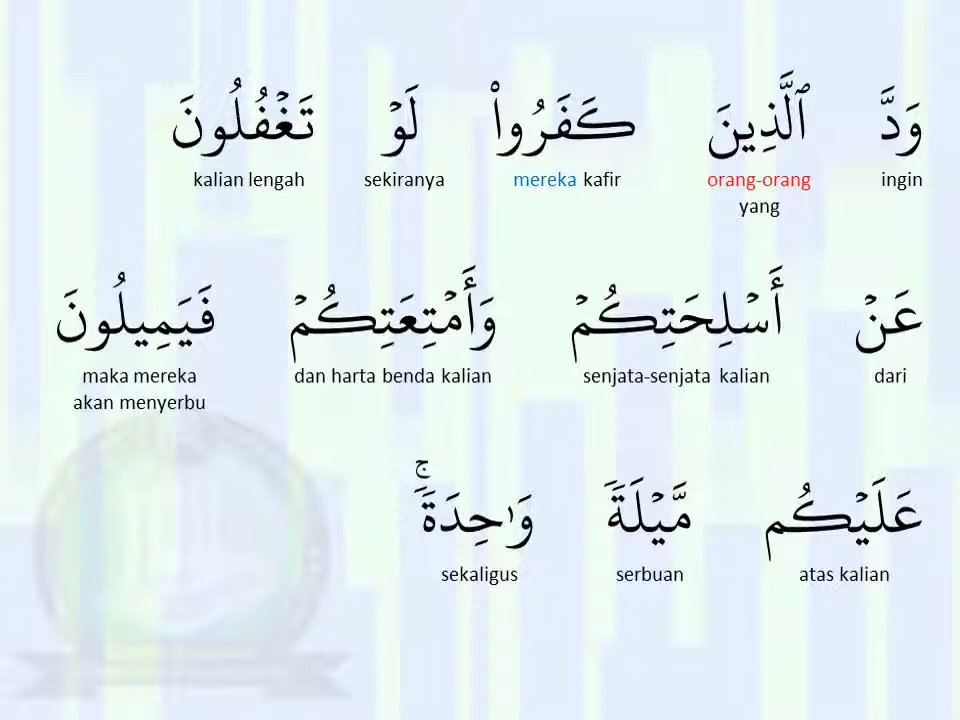 وَدَّ ٱلَّذِينَ كَفَرُوا۟ لَوْ تَغْفُلُونَ
ingin orang-orang mereka kafir sekiranya kalian lengah
yang
عَنْ أَسْلِحَتِكُمْ وَأَمْتِعَتِكُمْ فَيَمِيلُونَ
dari senjata-senjata kalian dan harta benda kalian maka mereka
akan menyerbu
عَلَيْكُم مَّيْلَةً وَٰحِدَةً ۚ
atas kalian serbuan sekaligus